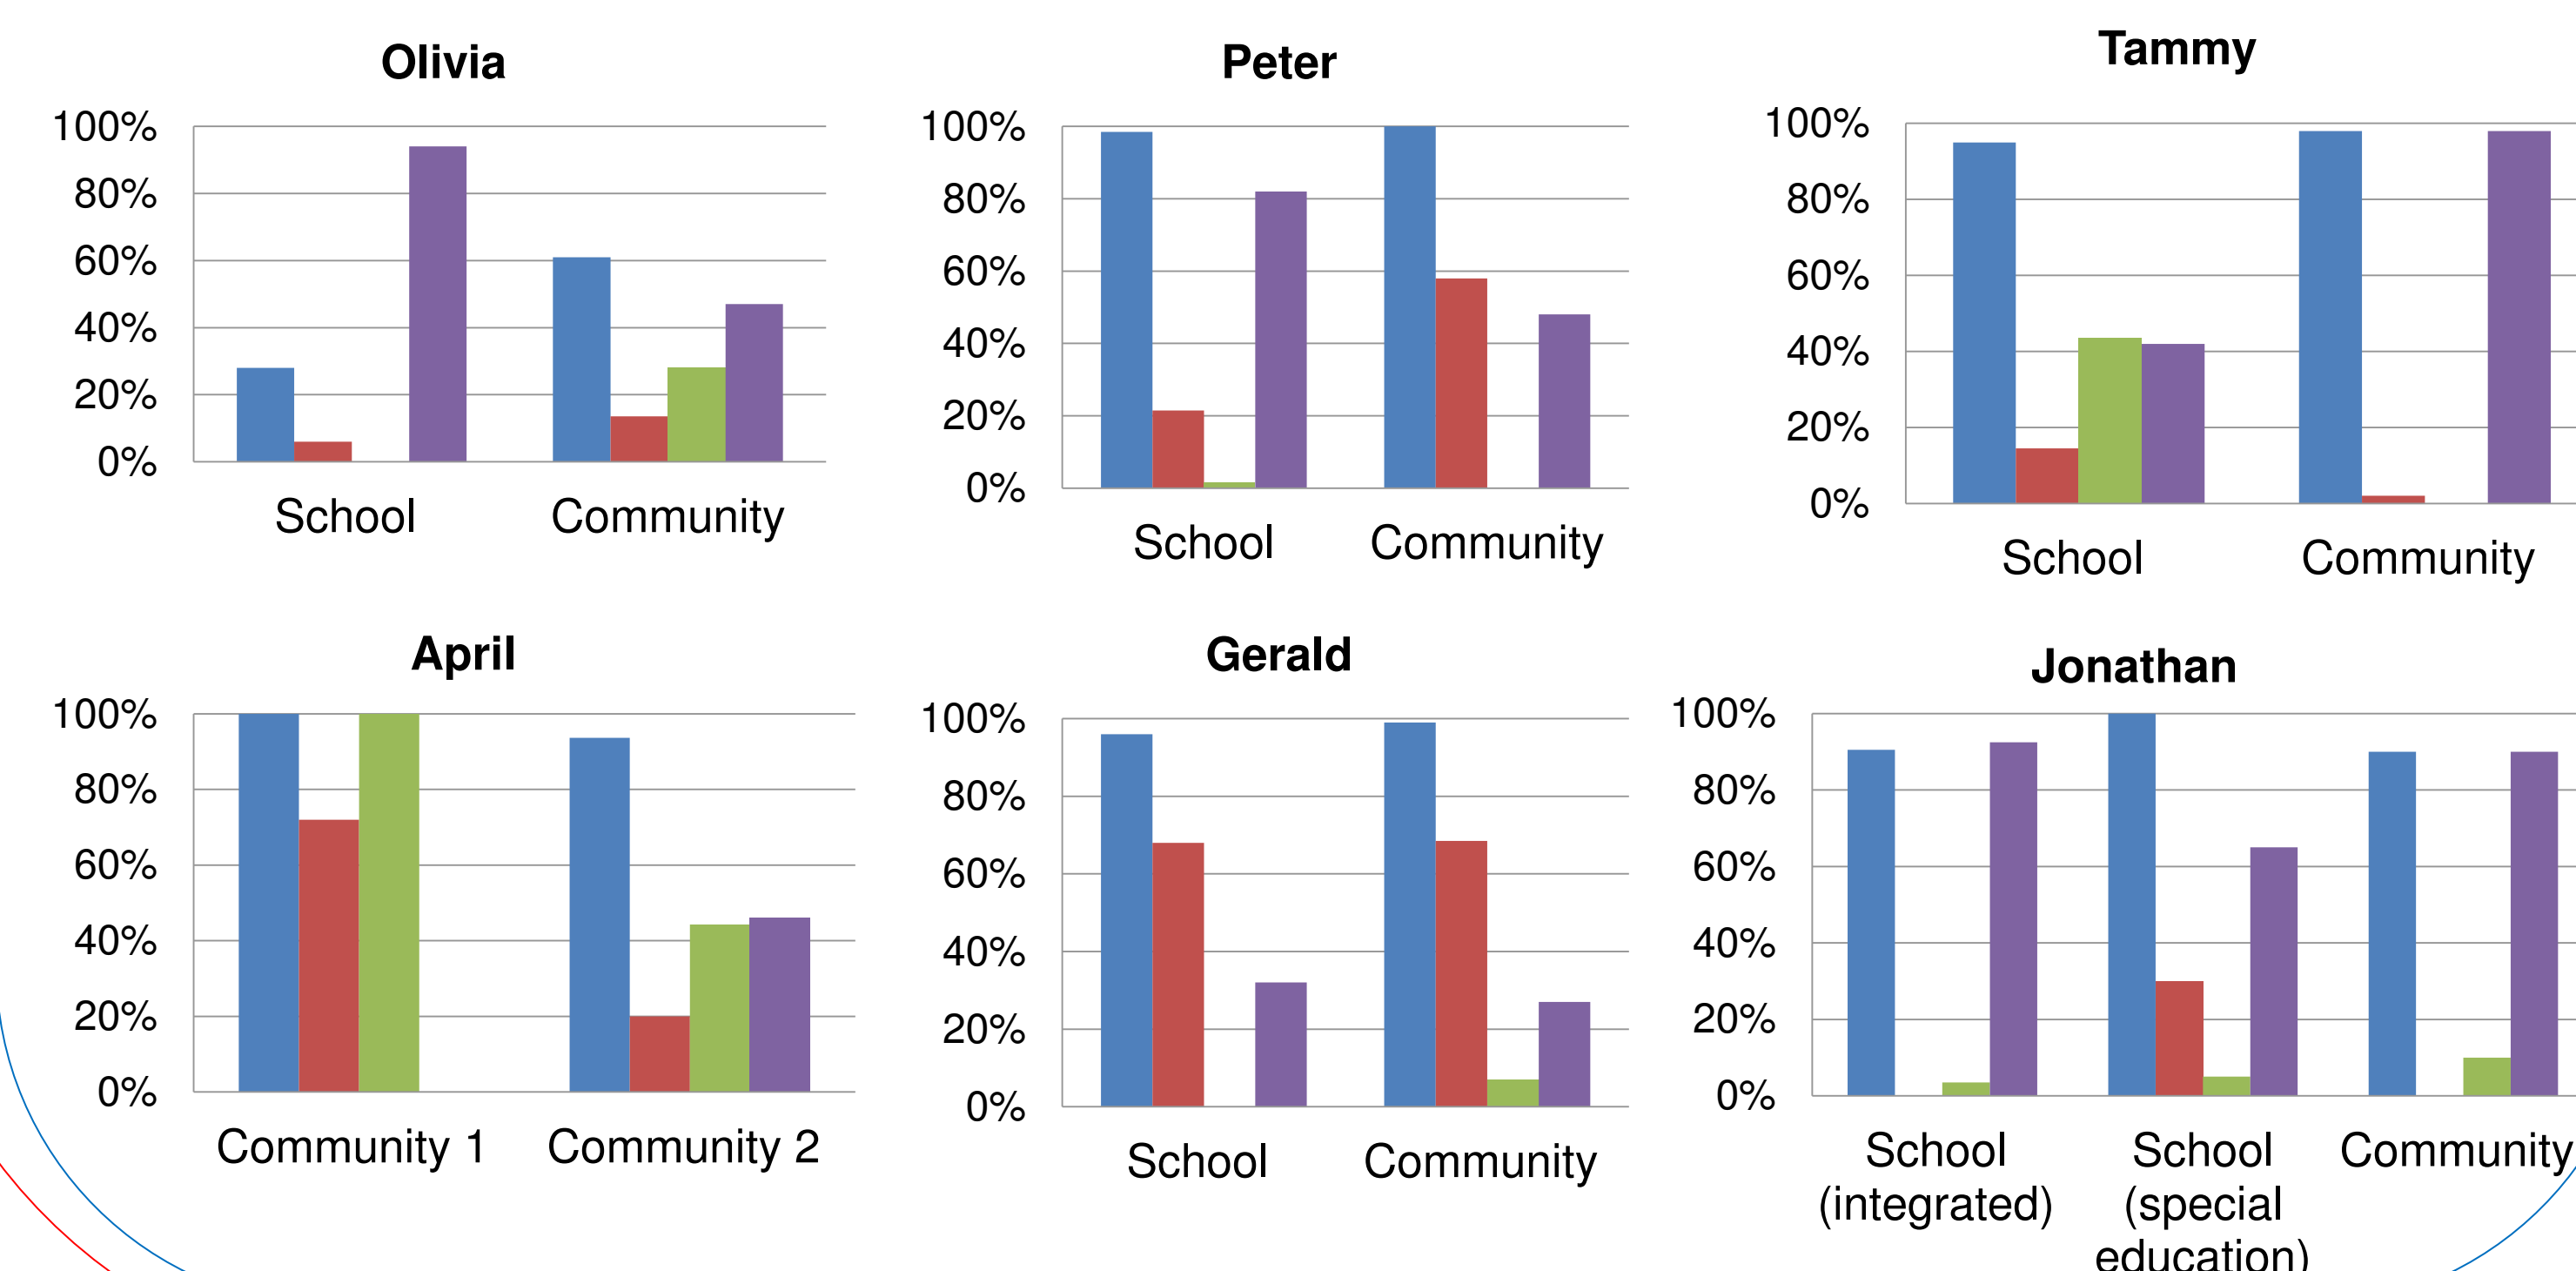 Olivia
100%
80%
60%
40%
20%
0%
School Community
Peter
100%
80%
60%
40%
20%
0%
School Community
Tammy
100%
80%
60%
40%
20%
0%
School Community
April
100%
80%
60%
40%
20%
0%
Community 1 Community 2
Gerald
100%
80%
60%
40%
20%
0%
School Community
Jonathan
100%
80%
60%
40%
20%
0%
School
(integrated)
School
(special
education)
Community